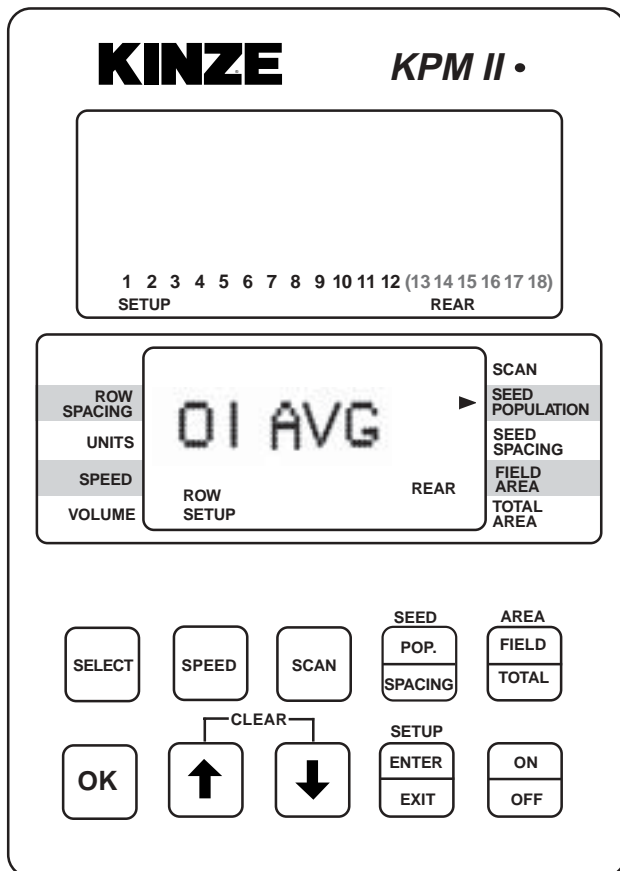 KINZE KPM II •
1 2 3 4 5 6 7 8 9 10 11 12 (13 14 15 16 17 18)
SETUP REAR
SCAN
ROW SPACING
SEED POPULATION
01 AVG
UNITS
SEED SPACING
SPEED
FIELD AREA
ROW SETUP
REAR
VOLUME
TOTAL AREA
SEED AREA
SELECT SPEED SCAN POP. FIELD
SPACING TOTAL
CLEAR
SETUP
OK ENTER ON
EXIT OFF